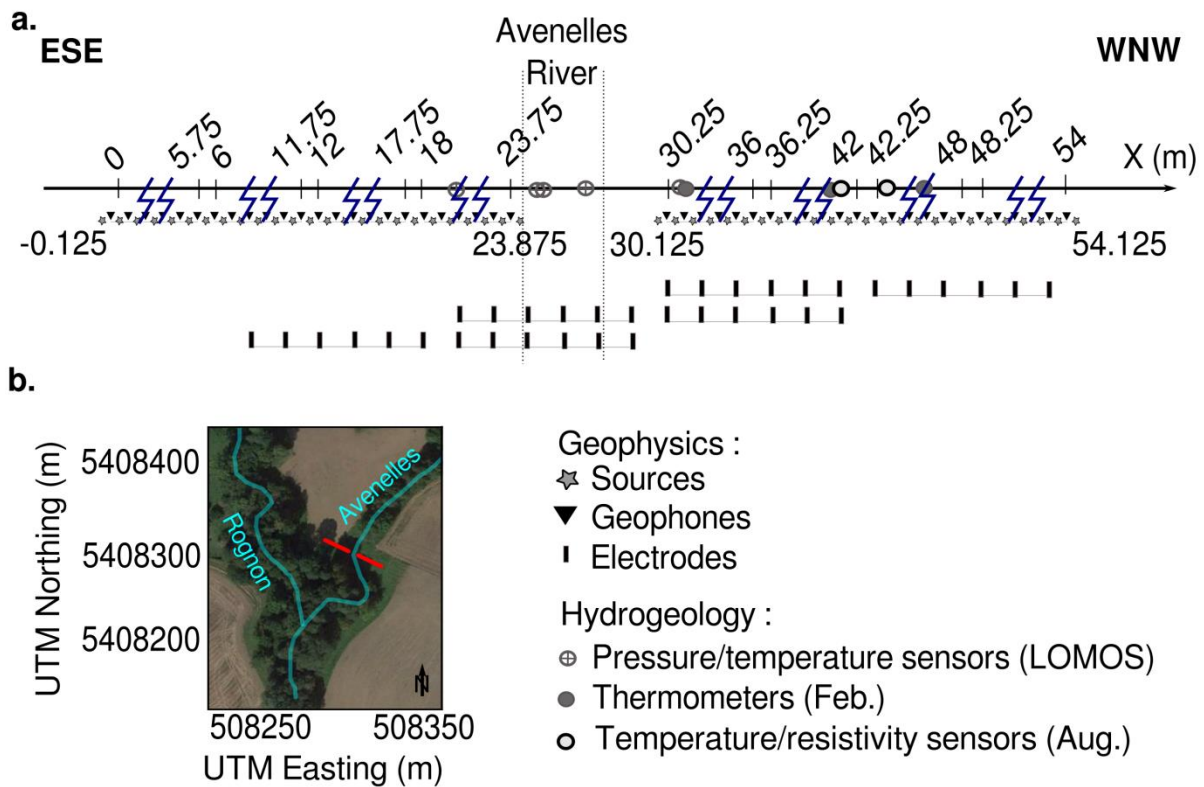 a.
ESE
Avenelles
River
WNW
0 5.75 6 11.75 12 17.75 18 23.75 30.25 36 36.25 42 42.25 48 48.25 54 X (m)
-0.125 23.875 30.125 54.125
b.
UTM Northing (m)
5408400
5408300
5408200
Rognon
Avenelles
N
508250 508350
UTM Easting (m)
Geophysics :
Sources
Geophones
Electrodes
Hydrogeology :
Pressure/temperature sensors (LOMOS)
Thermometers (Feb.)
Temperature/resistivity sensors (Aug.)